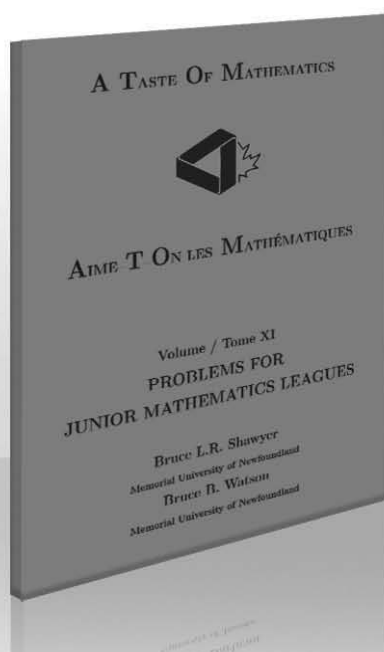 A TASTE OF MATHEMATICS
AIME T ON LES MATHÉMATIQUES
Volume / Tome XI
PROBLEMS FOR
JUNIOR MATHEMATICS LEAGUES
Bruce L.R. Shawyer
Memorial University of Newfoundland
Bruce B. Watson
Memorial University of Newfoundland